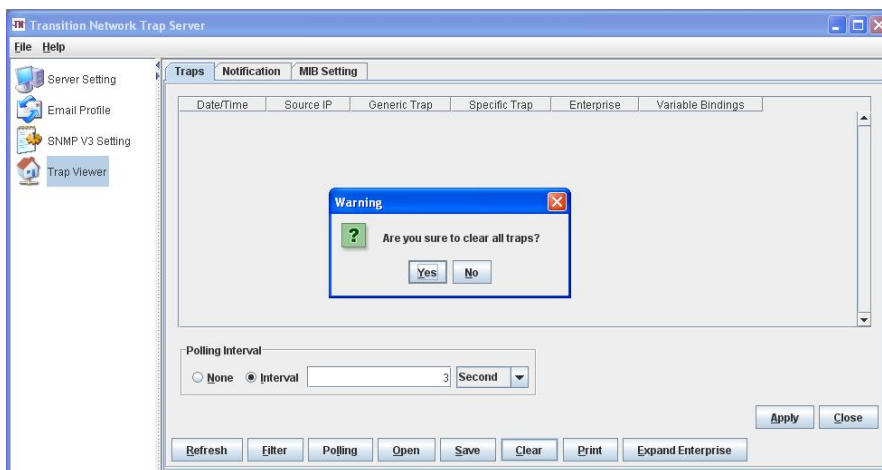 Transition Network Trap Server
File Help
Server Setting
Email Profile
SNMP V3 Setting
Trap Viewer
Traps Notification MIB Setting
Date/Time Source IP Generic Trap Specific Trap Enterprise Variable Bindings
Warning
Are you sure to clear all traps?
Yes No
Polling Interval
None Interval 3 Second
Apply Close
Refresh Filter Polling Open Save Clear Print Expand Enterprise